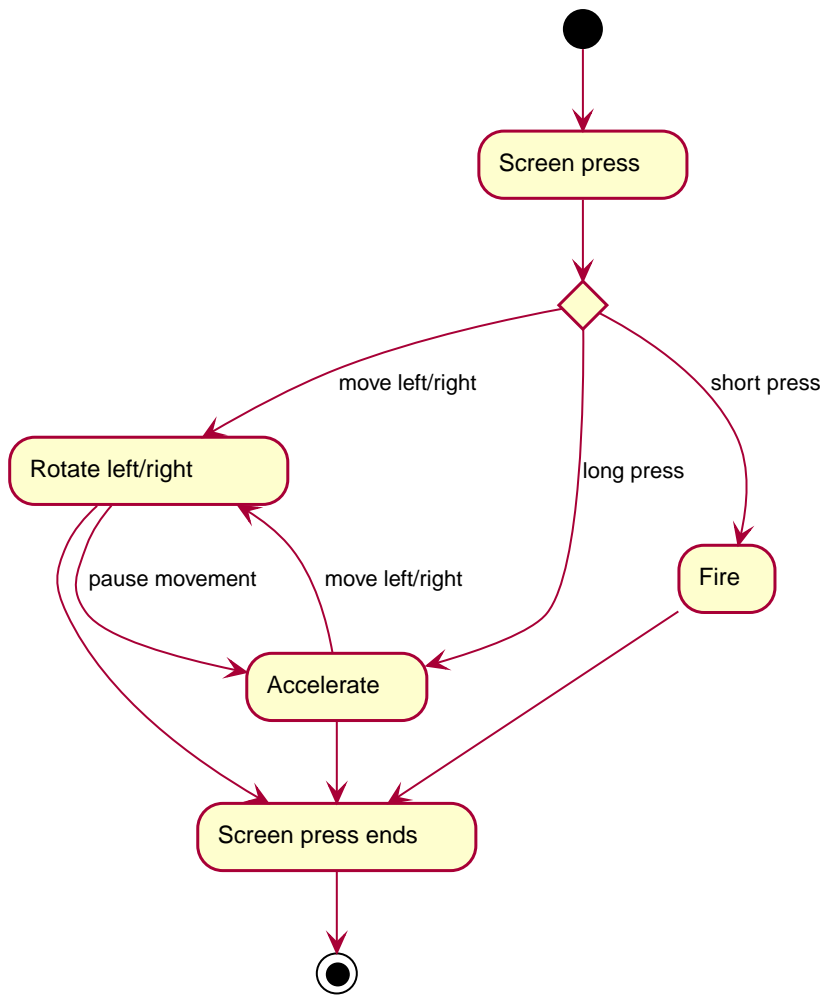 Screen press
move left/right
short press
Rotate left/right
long press
pause movement
move left/right
Fire
Accelerate
Screen press ends